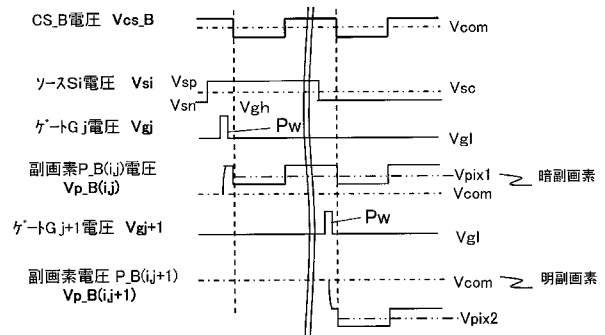 CS_B電圧 Vcs_B
Vcom
ソースSi電圧 Vsi
Vsp
Vsn
Vsc
Vgh
ゲートGj電圧 Vgj
Pw
Vgl
副画素P_B(i,j)電圧
Vp_B(i,j)
Vpix1
Vcom
暗副画素
ゲートGj+1電圧 Vgj+1
Pw
Vgl
副画素電圧 P_B(i,j+1)
Vp_B(i,j+1)
Vcom
明副画素
Vpix2